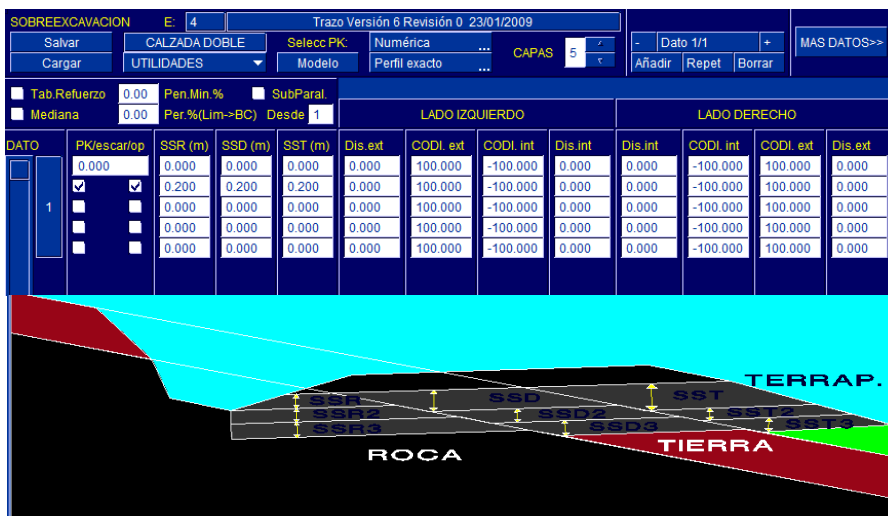 SOBREEXCAVACION E: 4 Trazo Versión 6 Revisión 0 23/01/2009
Salvar CALZADA DOBLE Selecc PK: Numérica ... CAPAS 5 - Dato 1/1 + MAS DATOS>>
Cargar UTILIDADES Modelo Perfil exacto ... Añadir Repet Borrar
Tab.Refuerzo 0.00 Pen.Min.% SubParal.
Mediana 0.00 Per.%(Lim->BC) Desde 1 LADO IZQUIERDO LADO DERECHO
DATO PK/escar/op SSR (m) SSD (m) SST (m) Dis.ext CODI. ext CODI. int Dis.int Dis.int CODI. int CODI. ext Dis.ext
0.000 0.000 0.000 0.000 0.000 100.000 -100.000 0.000 0.000 -100.000 100.000 0.000
0.200 0.200 0.200 0.000 100.000 -100.000 0.000 0.000 -100.000 100.000 0.000
1 0.000 0.000 0.000 0.000 100.000 -100.000 0.000 0.000 -100.000 100.000 0.000
0.000 0.000 0.000 0.000 100.000 -100.000 0.000 0.000 -100.000 100.000 0.000
0.000 0.000 0.000 0.000 100.000 -100.000 0.000 0.000 -100.000 100.000 0.000
TERRAP.
SSR SSD SST
SSR2 SSD2 SST2
SSR3 SSD3 SST3
ROCA TIERRA